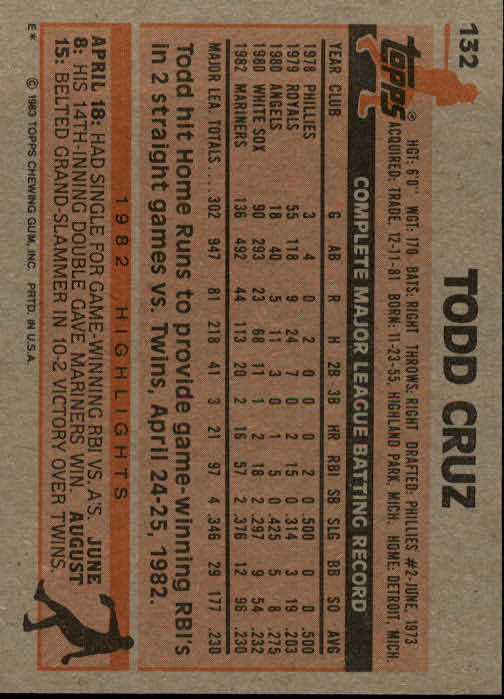 132
TODD CRUZ
topps®
HGT: 6'0" WGT: 170 BATS: RIGHT THROWS: RIGHT DRAFTED: PHILLIES #2-JUNE, 1973
ACQUIRED: TRADE, 12-11-81 BORN: 11-23-55, HIGHLAND PARK, MICH. HOME: DETROIT, MICH.
COMPLETE MAJOR LEAGUE BATTING RECORD
YEAR CLUB G AB R H 2B 3B HR RBI SB SLG BB SO AVG
1978 PHILLIES 3 4 0 2 0 0 0 2 0 .500 0 0 .500
1979 ROYALS 55 118 9 24 7 0 2 15 0 .314 3 19 .203
1980 ANGELS 18 40 5 11 3 0 1 5 0 .425 5 8 .275
1980 WHITE SOX 90 293 23 68 11 1 2 18 2 .297 9 54 .232
1982 MARINERS 136 492 44 113 20 2 16 57 2 .376 12 96 .230
MAJOR LEA. TOTALS.....302 947 81 218 41 3 21 97 4 .346 29 177 .230
Todd hit Home Runs to provide game-winning RBI's
in 2 straight games vs. Twins, April 24-25, 1982.
1982 HIGHLIGHTS
APRIL 18: HAD SINGLE FOR GAME-WINNING RBI VS. A'S. JUNE
8: HIS 14TH-INNING DOUBLE GAVE MARINERS WIN. AUGUST
15: BELTED GRAND-SLAMMER IN 10-2 VICTORY OVER TWINS.
E* © 1983 TOPPS CHEWING GUM, INC. PRTD. IN U.S.A.